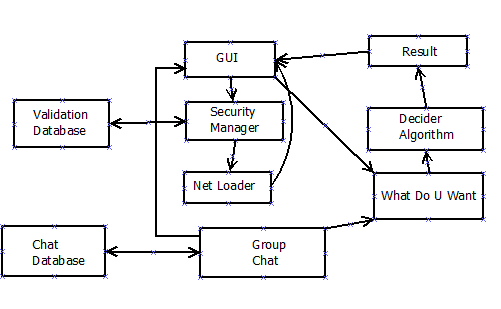 GUI
Result
Validation
Database
Security
Manager
Decider
Algorithm
Net Loader
What Do U Want
Chat
Database
Group
Chat